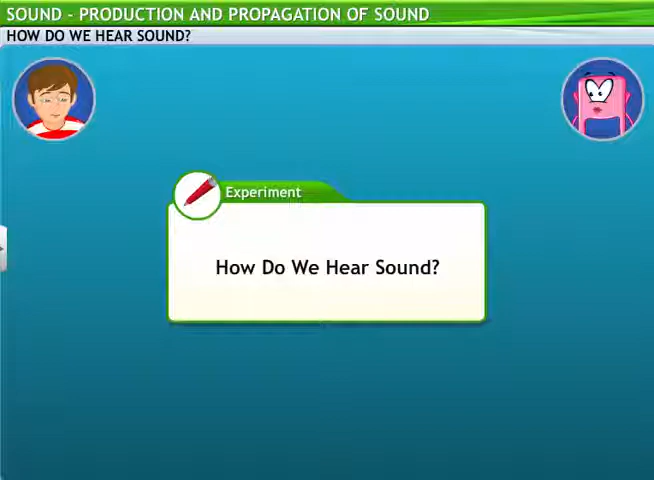 SOUND - PRODUCTION AND PROPAGATION OF SOUND
HOW DO WE HEAR SOUND?
Experiment
How Do We Hear Sound?